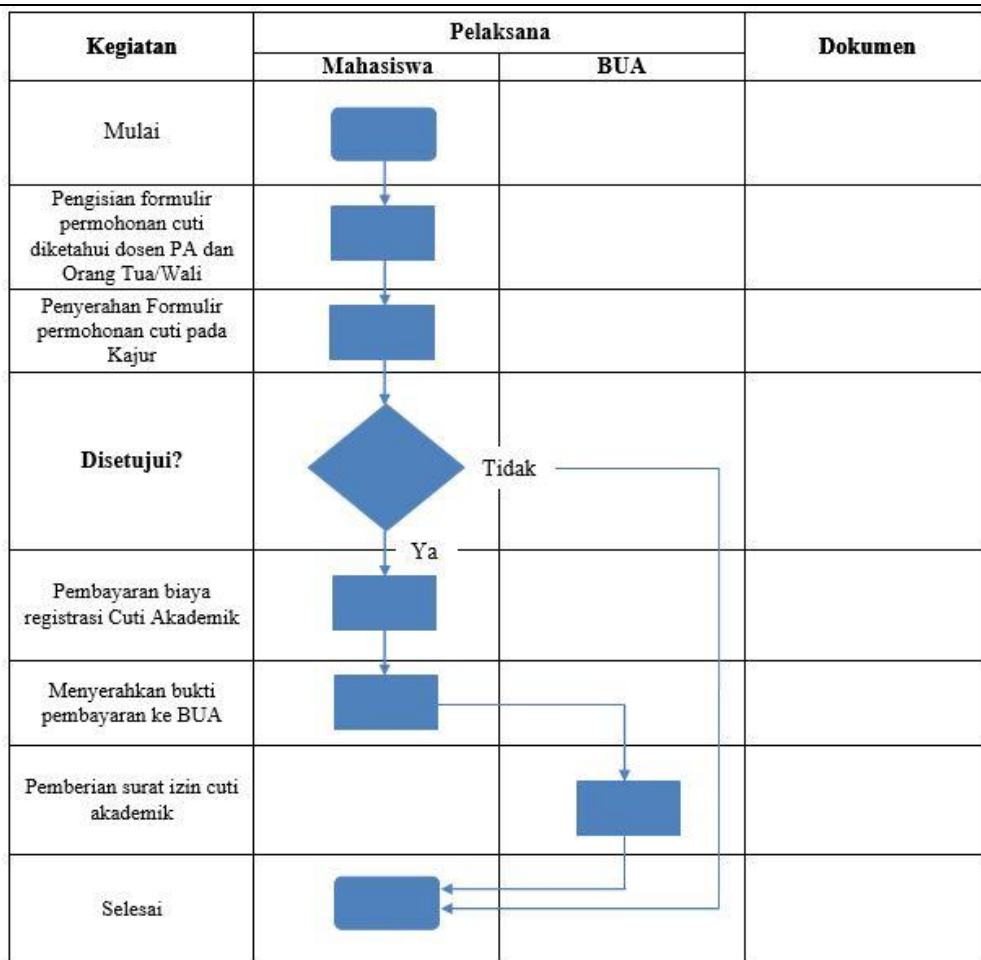 Kegiatan
Pelaksana
Dokumen
Mahasiswa
BUA
Mulai
Pengisian formulir
permohonan cuti
diketahui dosen PA dan
Orang Tua/Wali
Penyerahan Formulir
permohonan cuti pada
Kajur
Disetujui?
Tidak
Ya
Pembayaran biaya
registrasi Cuti Akademik
Menyerahkan bukti
pembayaran ke BUA
Pemberian surat izin cuti
akademik
Selesai